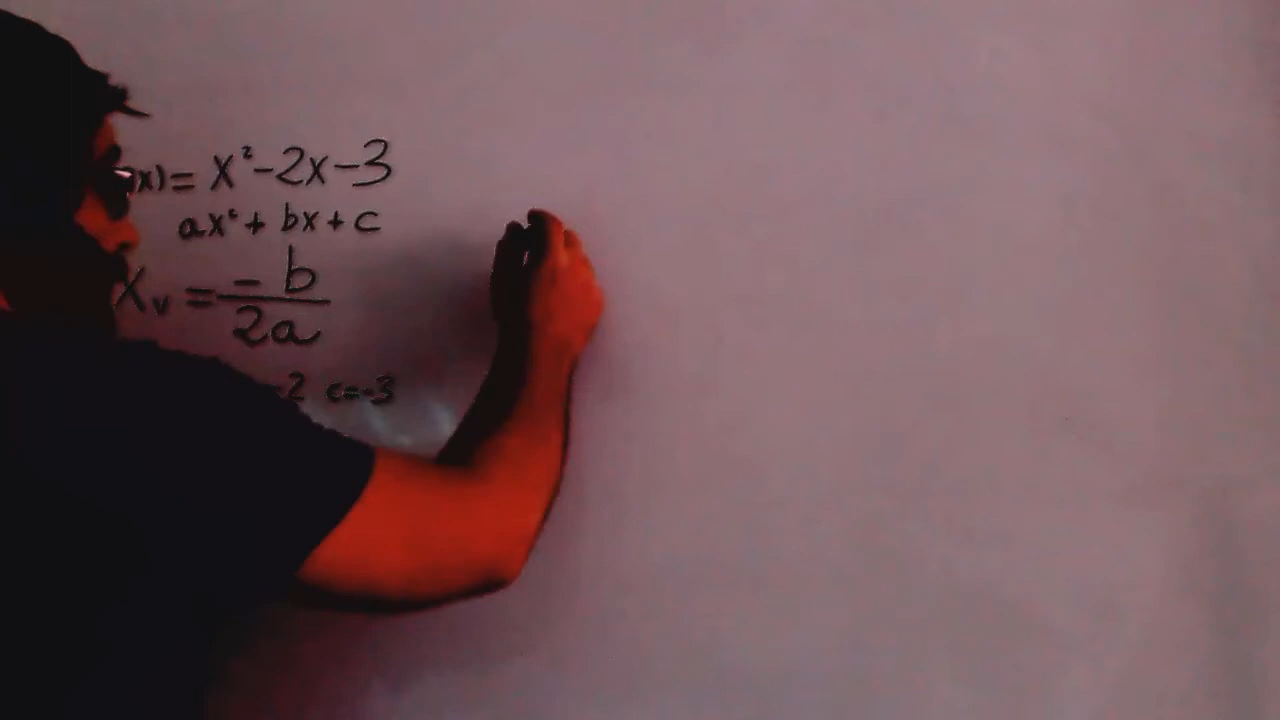 x) = x² - 2x - 3
ax² + bx + c
Xᵥ = - b
2a
-2 c = -3